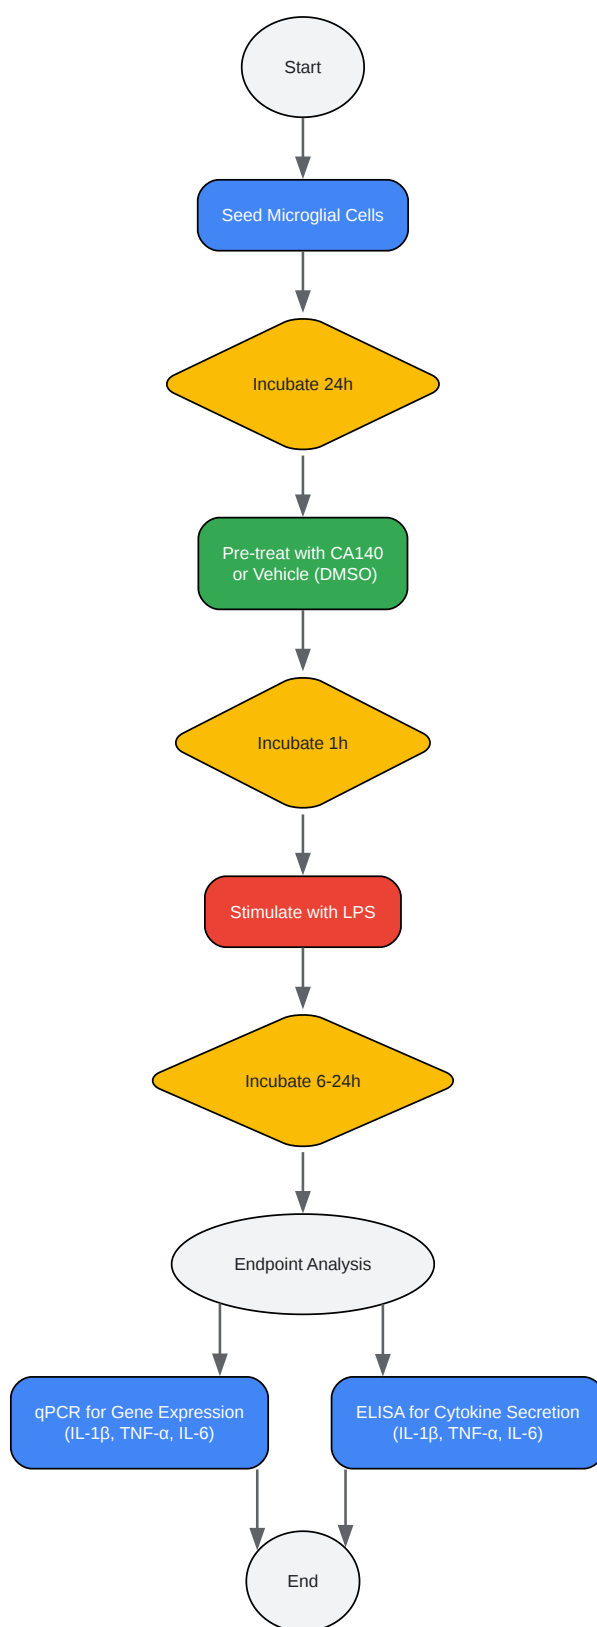 Start
Seed Microglial Cells
Incubate 24h
Pre-treat with CA140
or Vehicle (DMSO)
Incubate 1h
Stimulate with LPS
Incubate 6-24h
Endpoint Analysis
qPCR for Gene Expression
(IL-1β, TNF-α, IL-6)
ELISA for Cytokine Secretion
(IL-1β, TNF-α, IL-6)
End